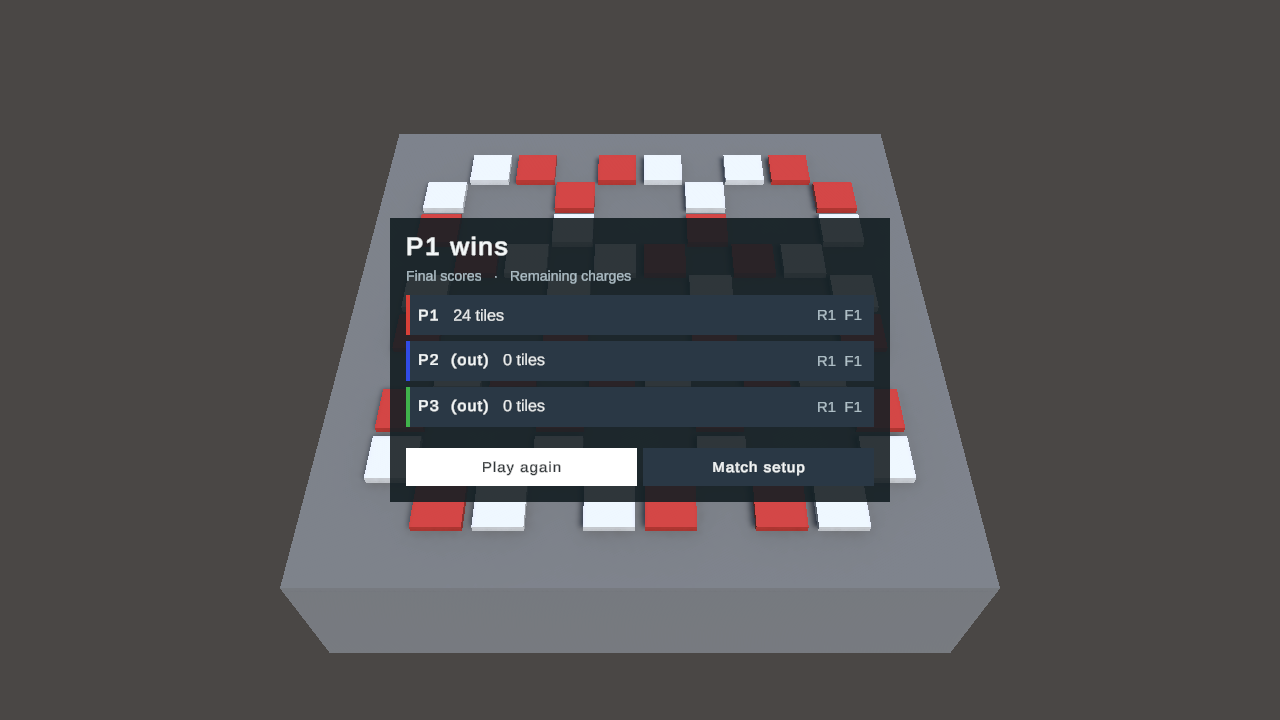 P1 wins
Final scores · Remaining charges
P1 24 tiles R1 F1
P2 (out) 0 tiles R1 F1
P3 (out) 0 tiles R1 F1
Play again Match setup